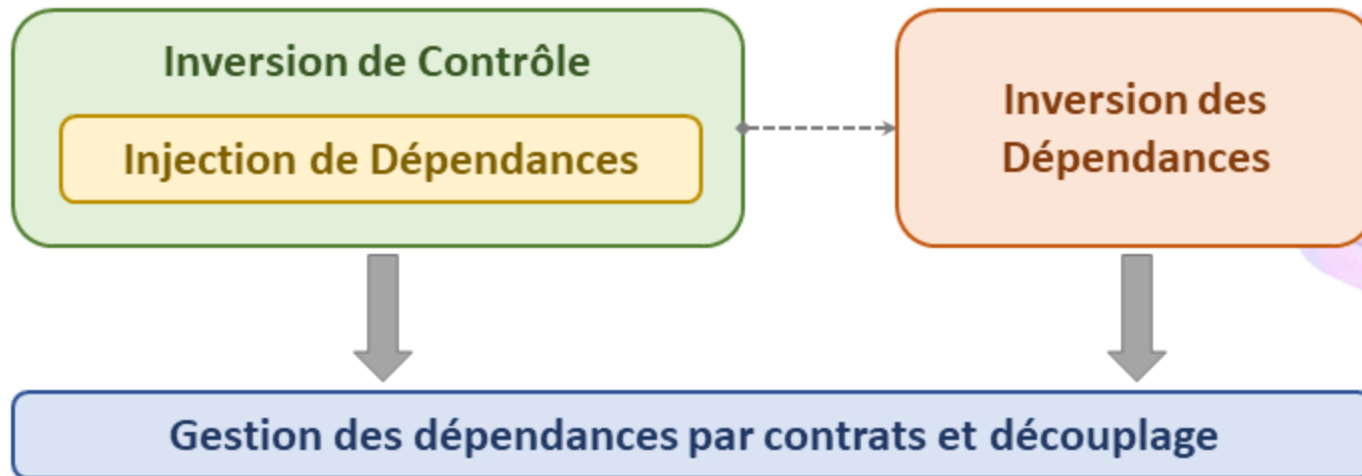 Inversion de Contrôle
Injection de Dépendances
Inversion des
Dépendances
Gestion des dépendances par contrats et découplage